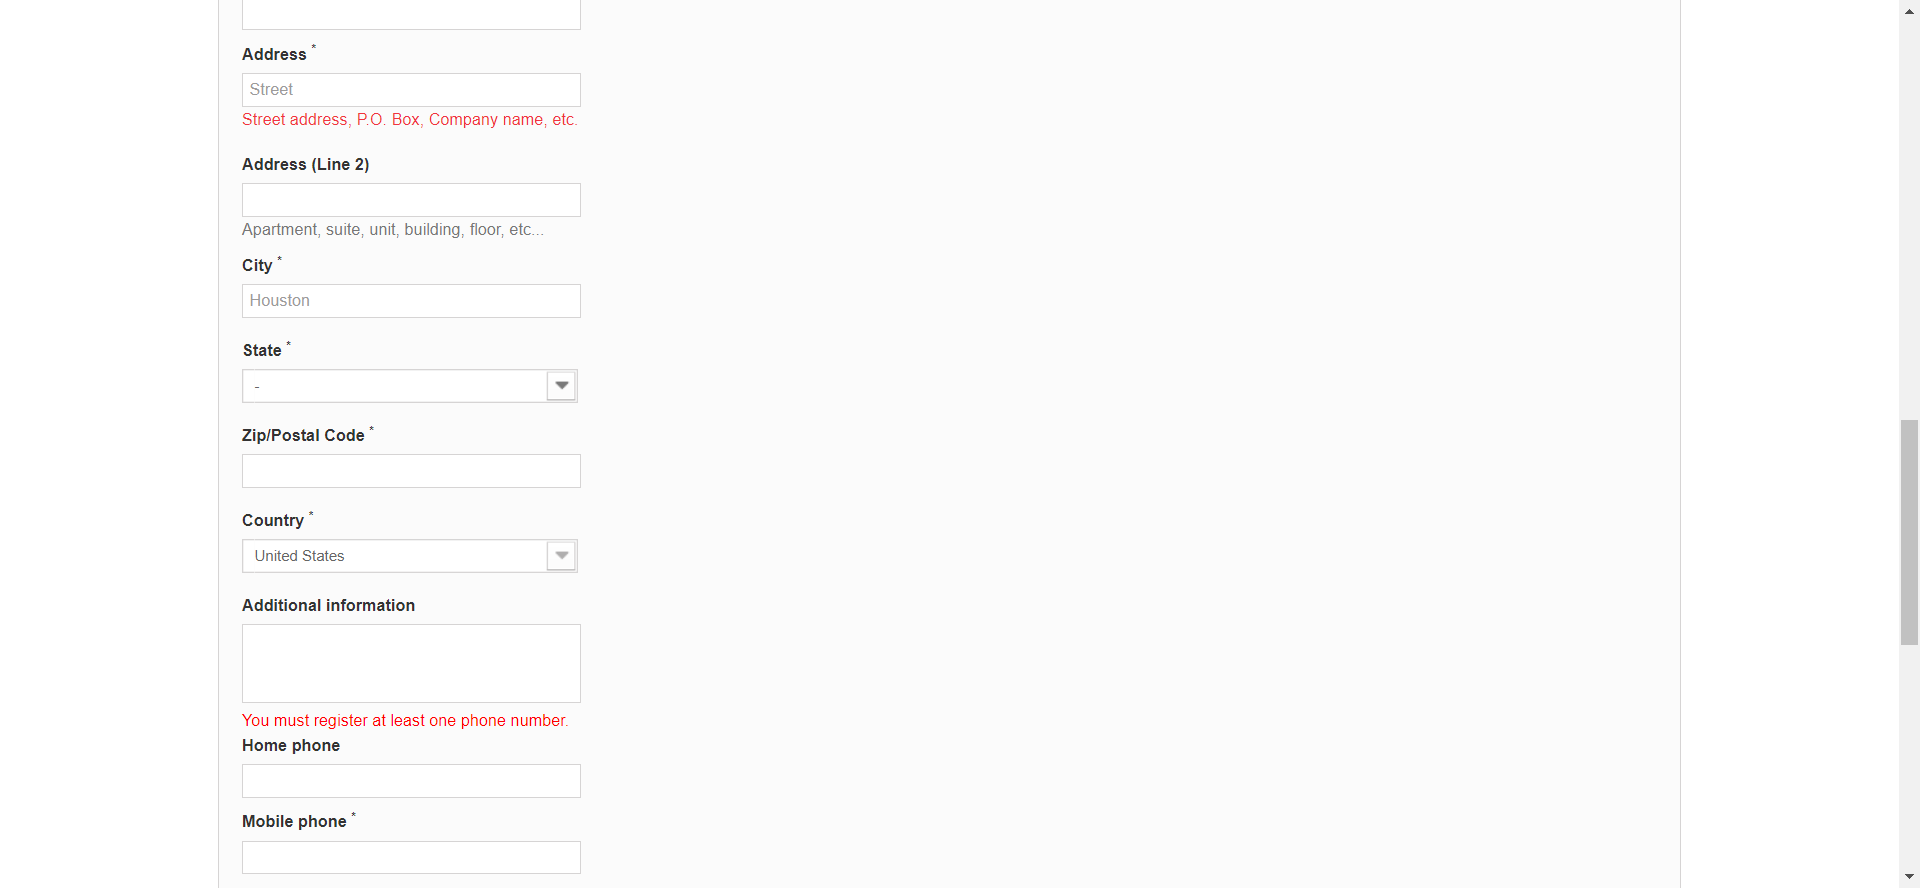 Address *
Street
Street address, P.O. Box, Company name, etc.
Address (Line 2)
Apartment, suite, unit, building, floor, etc...
City *
Houston
State *
-
Zip/Postal Code *
Country *
United States
Additional information
You must register at least one phone number.
Home phone
Mobile phone *